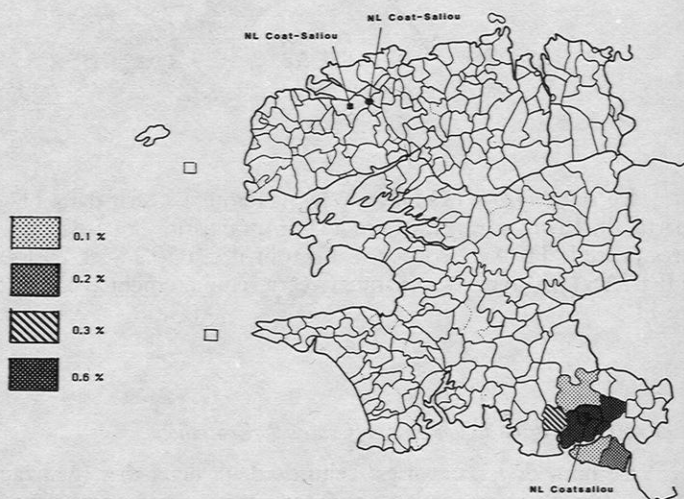 NL Coat-Saliou
NL Coat-Saliou
0.1 %
0.2 %
0.3 %
0.6 %
NL Coatsaliou